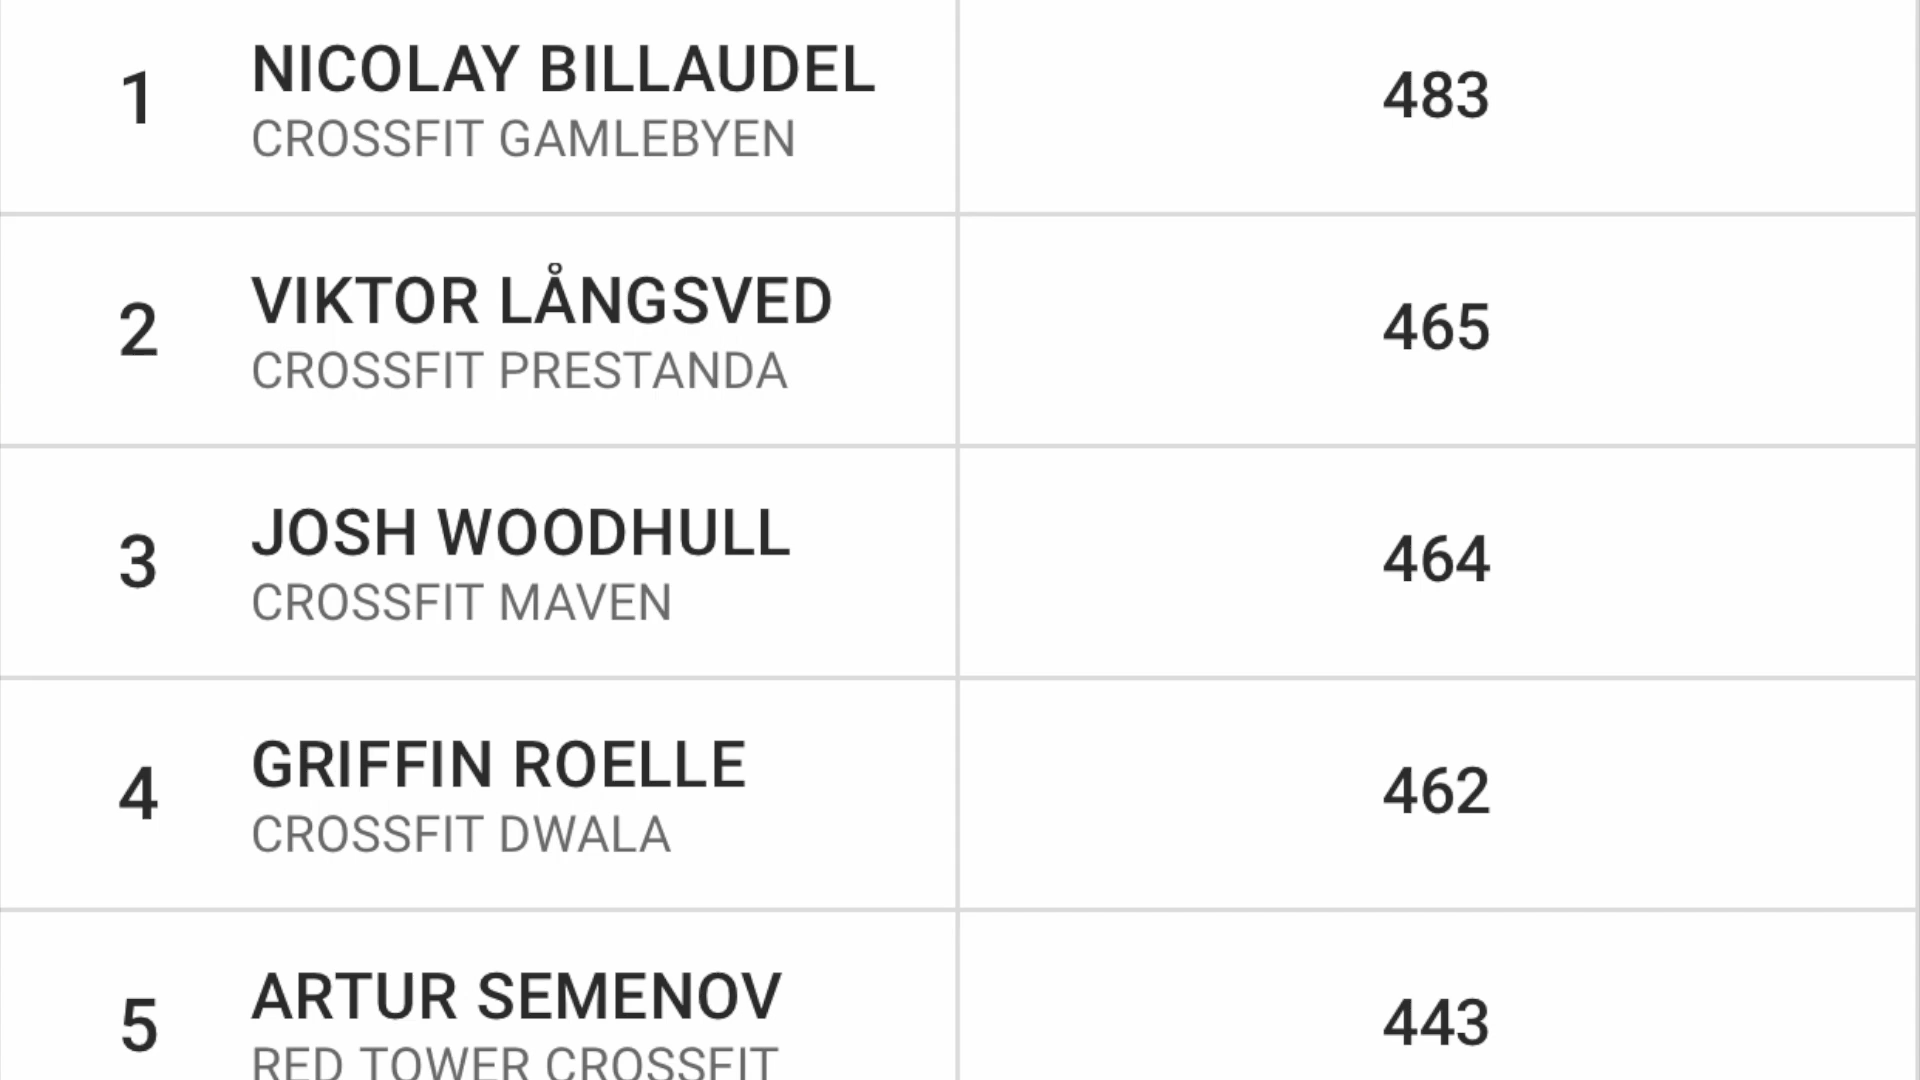 1
NICOLAY BILLAUDEL
CROSSFIT GAMLEBYEN
483
2
VIKTOR LÅNGSVED
CROSSFIT PRESTANDA
465
3
JOSH WOODHULL
CROSSFIT MAVEN
464
4
GRIFFIN ROELLE
CROSSFIT DWALA
462
5
ARTUR SEMENOV
RED TOWER CROSSFIT
443